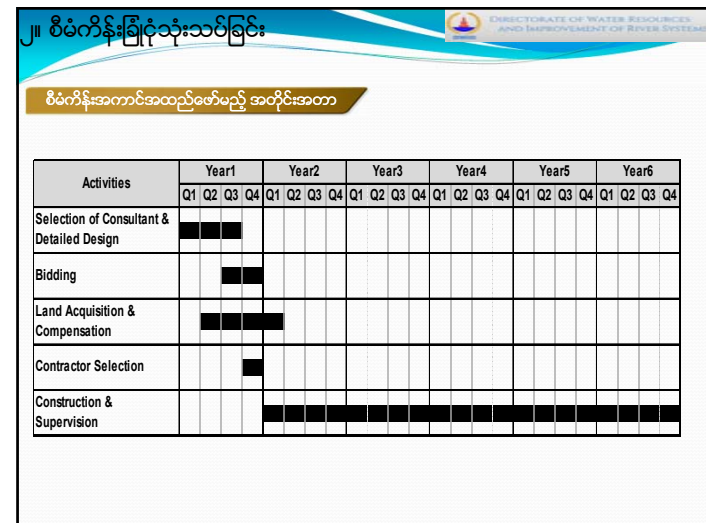 ၂။ စီမံကိန်းခြုံငုံသုံးသပ်ခြင်း
DIRECTORATE OF WATER RESOURCES
AND IMPROVEMENT OF RIVER SYSTEMS
စီမံကိန်းအကောင်အထည်ဖော်မည့် အတိုင်းအတာ
Activities Year1 Year2 Year3 Year4 Year5 Year6
Q1 Q2 Q3 Q4 Q1 Q2 Q3 Q4 Q1 Q2 Q3 Q4 Q1 Q2 Q3 Q4 Q1 Q2 Q3 Q4 Q1 Q2 Q3 Q4
Selection of Consultant &
Detailed Design
Bidding
Land Acquisition &
Compensation
Contractor Selection
Construction &
Supervision